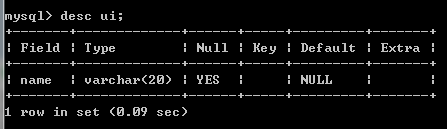 mysql> desc ui;
+-------+-------------+------+-----+---------+-------+
| Field | Type        | Null | Key | Default | Extra |
+-------+-------------+------+-----+---------+-------+
| name  | varchar(20) | YES  |     | NULL    |       |
+-------+-------------+------+-----+---------+-------+
1 row in set (0.09 sec)